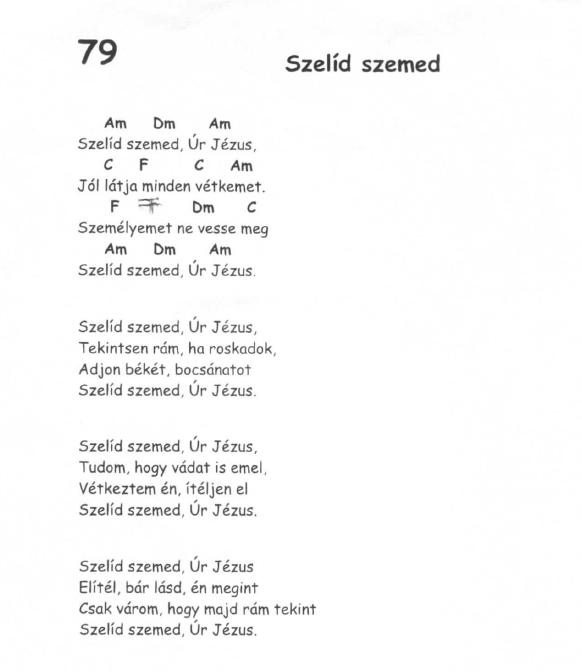 79
Szelíd szemed
Am Dm Am
Szelíd szemed, Úr Jézus,
C F C Am
Jól látja minden vétkemet.
F Dm C
Személyemet ne vesse meg
Am Dm Am
Szelíd szemed, Úr Jézus.
Szelíd szemed, Úr Jézus,
Tekintsen rám, ha roskadok,
Adjon békét, bocsánatot
Szelíd szemed, Úr Jézus.
Szelíd szemed, Úr Jézus,
Tudom, hogy vádat is emel,
Vétkeztem én, ítéljen el
Szelíd szemed, Úr Jézus.
Szelíd szemed, Úr Jézus
Elítél, bár lásd, én megint
Csak várom, hogy majd rám tekint
Szelíd szemed, Úr Jézus.